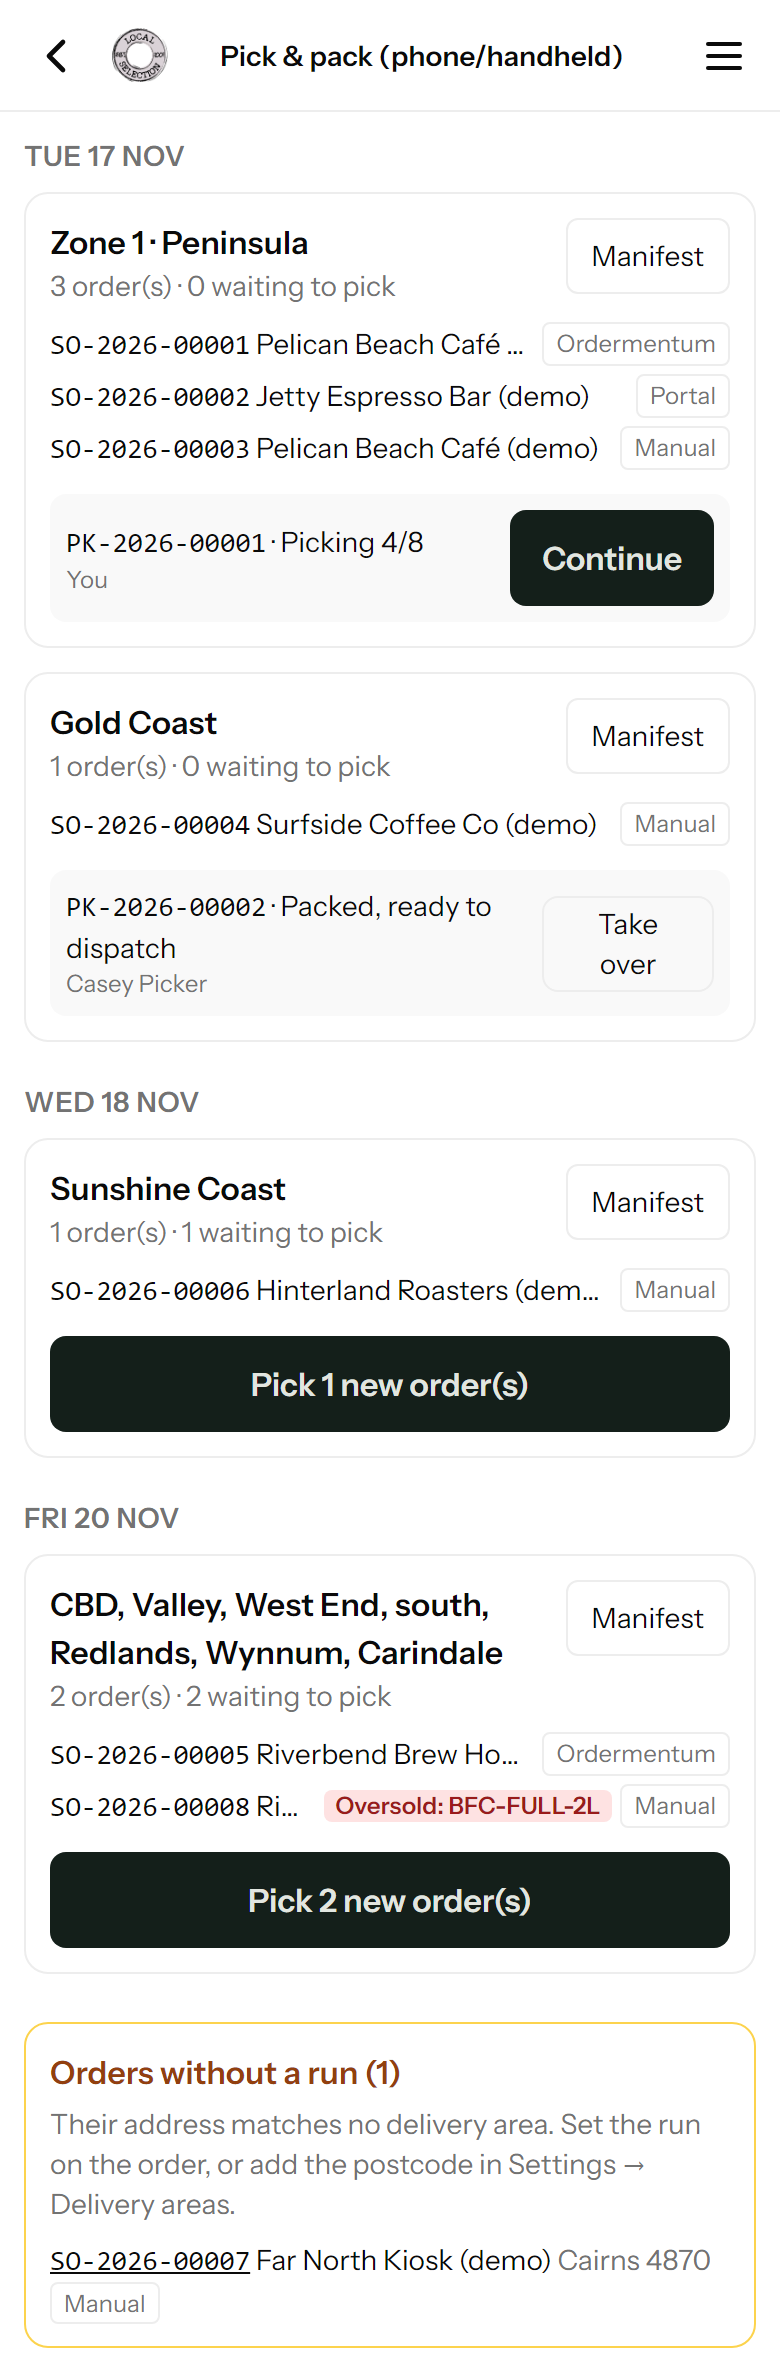 LOCAL
SELECTION
Pick & pack (phone/handheld)
TUE 17 NOV
Zone 1 · Peninsula
Manifest
3 order(s) · 0 waiting to pick
SO-2026-00001 Pelican Beach Café ... Ordermentum
SO-2026-00002 Jetty Espresso Bar (demo) Portal
SO-2026-00003 Pelican Beach Café (demo) Manual
PK-2026-00001 · Picking 4/8
You
Continue
Gold Coast
Manifest
1 order(s) · 0 waiting to pick
SO-2026-00004 Surfside Coffee Co (demo) Manual
PK-2026-00002 · Packed, ready to
dispatch
Casey Picker
Take
over
WED 18 NOV
Sunshine Coast
Manifest
1 order(s) · 1 waiting to pick
SO-2026-00006 Hinterland Roasters (dem... Manual
Pick 1 new order(s)
FRI 20 NOV
CBD, Valley, West End, south,
Redlands, Wynnum, Carindale
Manifest
2 order(s) · 2 waiting to pick
SO-2026-00005 Riverbend Brew Ho... Ordermentum
SO-2026-00008 Ri... Oversold: BFC-FULL-2L Manual
Pick 2 new order(s)
Orders without a run (1)
Their address matches no delivery area. Set the run
on the order, or add the postcode in Settings →
Delivery areas.
SO-2026-00007 Far North Kiosk (demo) Cairns 4870
Manual